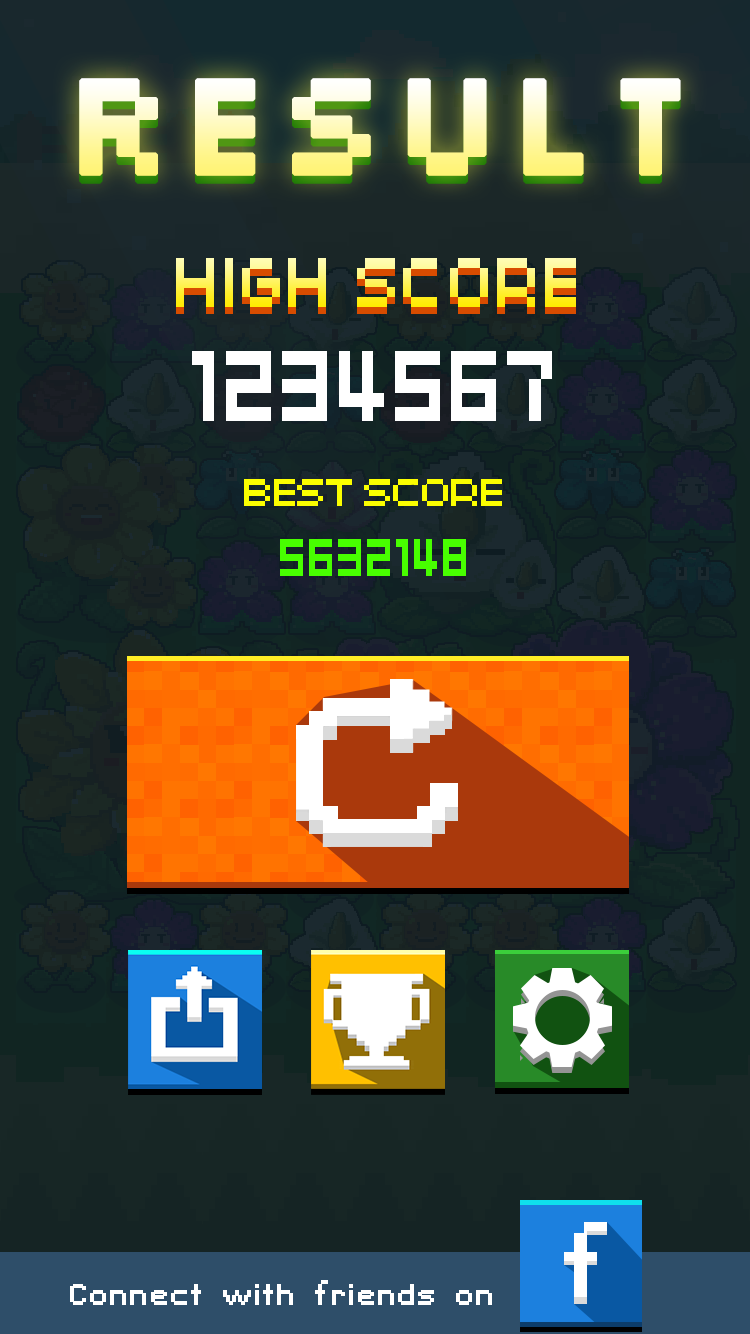 RESULT
HIGH SCORE
1234567
BEST SCORE
5632148
Connect with friends on f